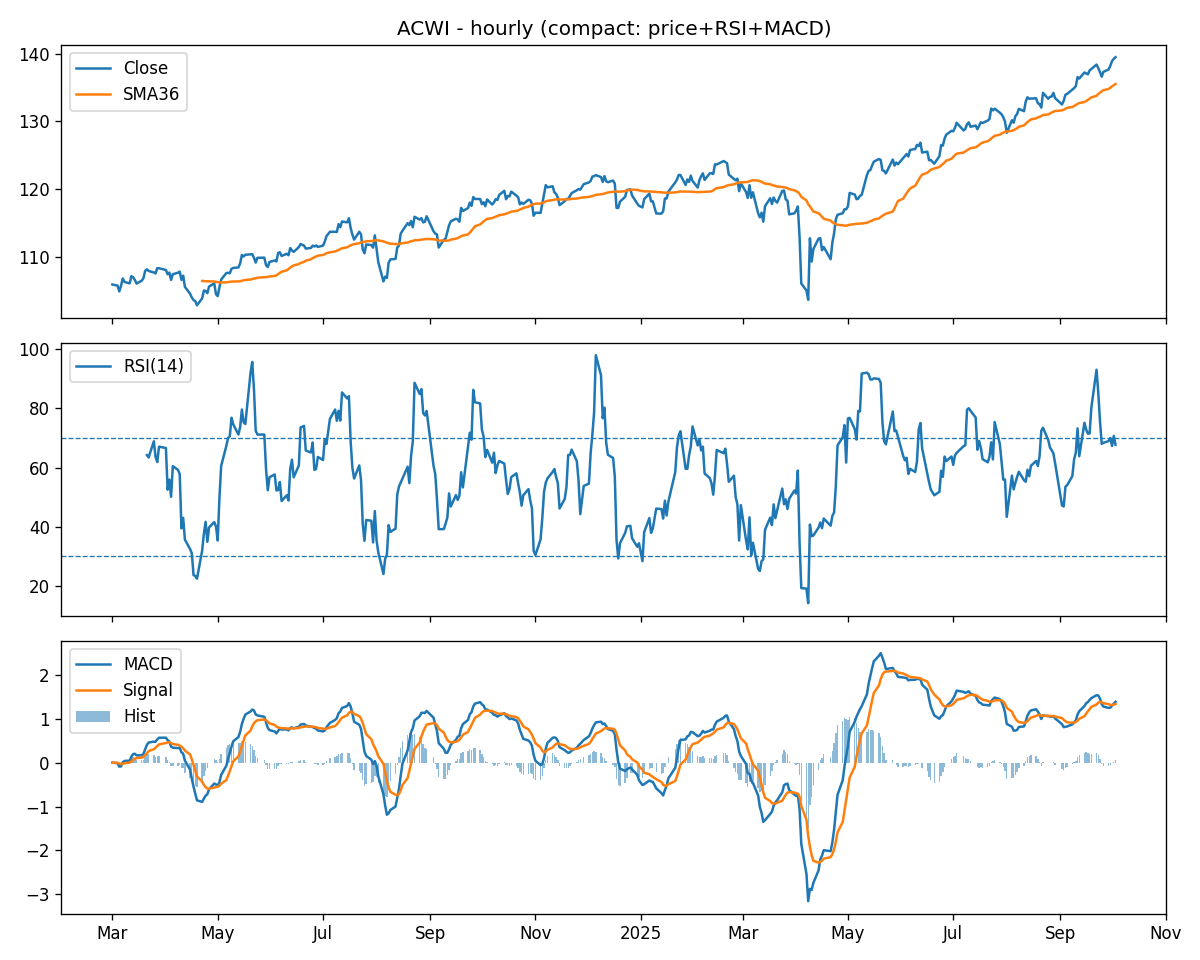 ACWI - hourly (compact: price+RSI+MACD)
140
130
120
110
Close
SMA36
100
80
60
40
20
RSI(14)
2
1
0
−1
−2
−3
MACD
Signal
Hist
Mar May Jul Sep Nov 2025 Mar May Jul Sep Nov